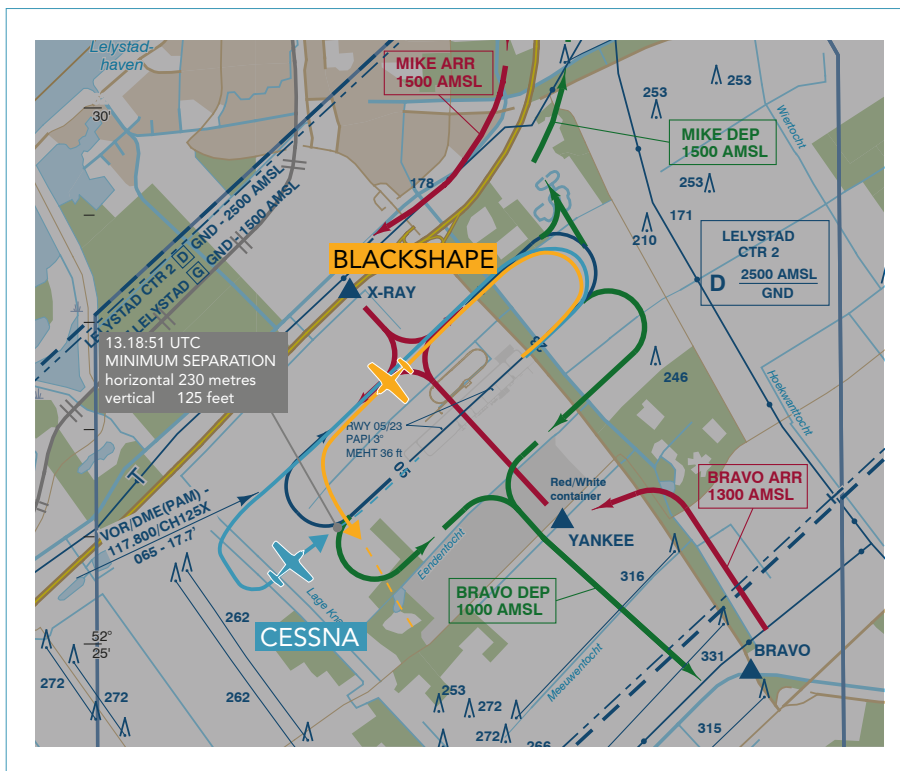 Lelystad-
haven
MIKE ARR
1500 AMSL
253
253
Wiertocht
30'
MIKE DEP
1500 AMSL
178
253
171
210
LELYSTAD
CTR 2
D 2500 AMSL
GND
LELYSTAD CTR 2 D GND - 2500 AMSL
LELYSTAD G GND - 1500 AMSL
BLACKSHAPE
X-RAY
13.18:51 UTC
MINIMUM SEPARATION
horizontal 230 metres
vertical 125 feet
23
246
Hoekwanttocht
RWY 05/23
PAPI 3°
MEHT 36 ft
05
Red/White
container
BRAVO ARR
1300 AMSL
VOR/DME(PAM) -
117.800/CH125X
065 - 17.7'
YANKEE
Eendentocht
316
BRAVO DEP
1000 AMSL
262
Lage Kn
CESSNA
52°
25'
331
BRAVO
272
272
262
253
272
272
Meeuwentocht
266
315